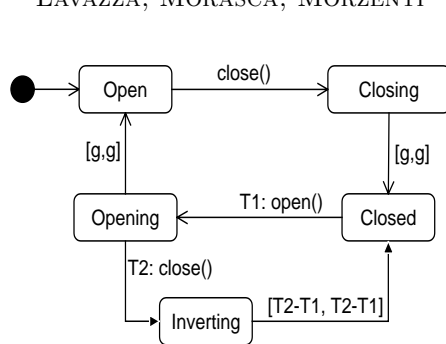 LAVAZZA, MORASCA, MORZENTI
close()
Open
Closing
[g,g]
[g,g]
T1: open()
Opening
Closed
T2: close()
[T2-T1, T2-T1]
Inverting